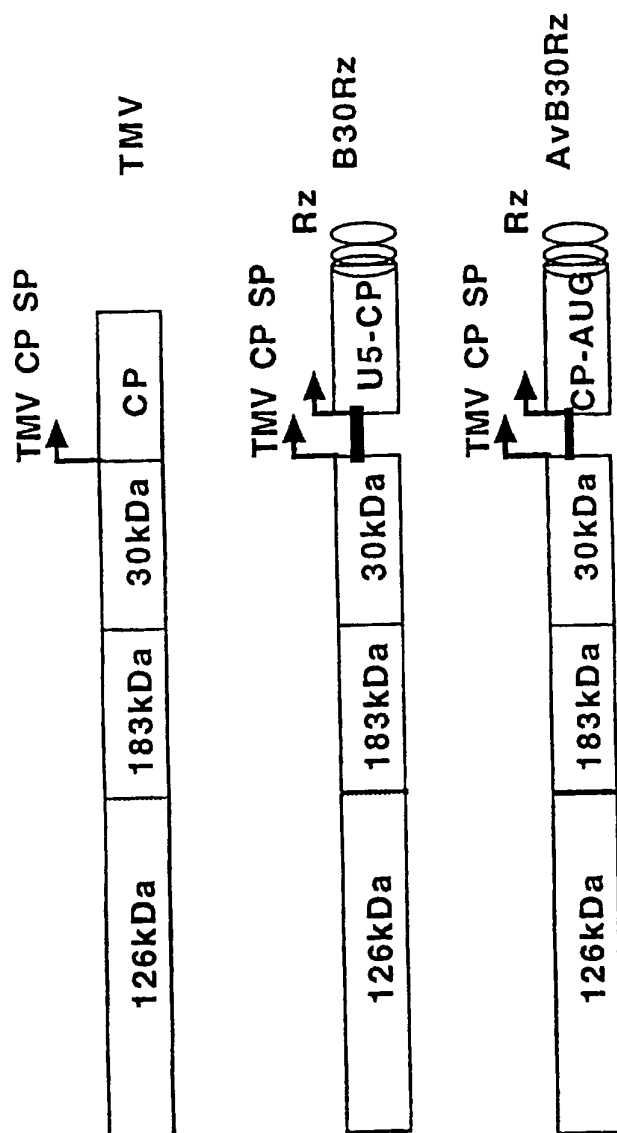 TMV CP SP
126kDa 183kDa 30kDa CP TMV
TMV CP SP Rz
126kDa 183kDa 30kDa U5-CP B30Rz
TMV CP SP Rz
126kDa 183kDa 30kDa CP-AUG AvB30Rz